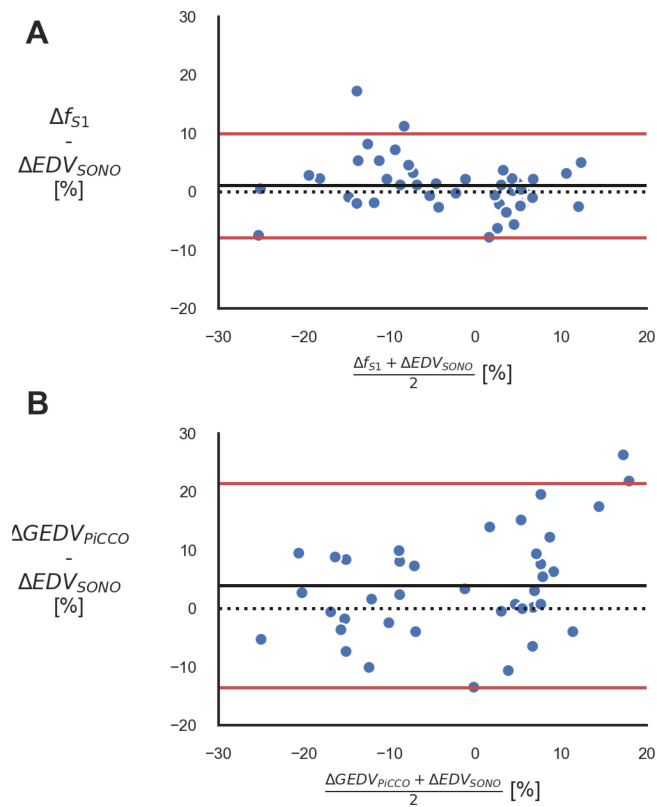 A
30
20
10
0
−10
−20
Δf_S1
-
ΔEDV_SONO
[%]
−30 −20 −10 0 10 20
Δf_S1 + ΔEDV_SONO
2
[%]
B
30
20
10
0
−10
−20
ΔGEDV_PiCCO
-
ΔEDV_SONO
[%]
−30 −20 −10 0 10 20
ΔGEDV_PiCCO + ΔEDV_SONO
2
[%]